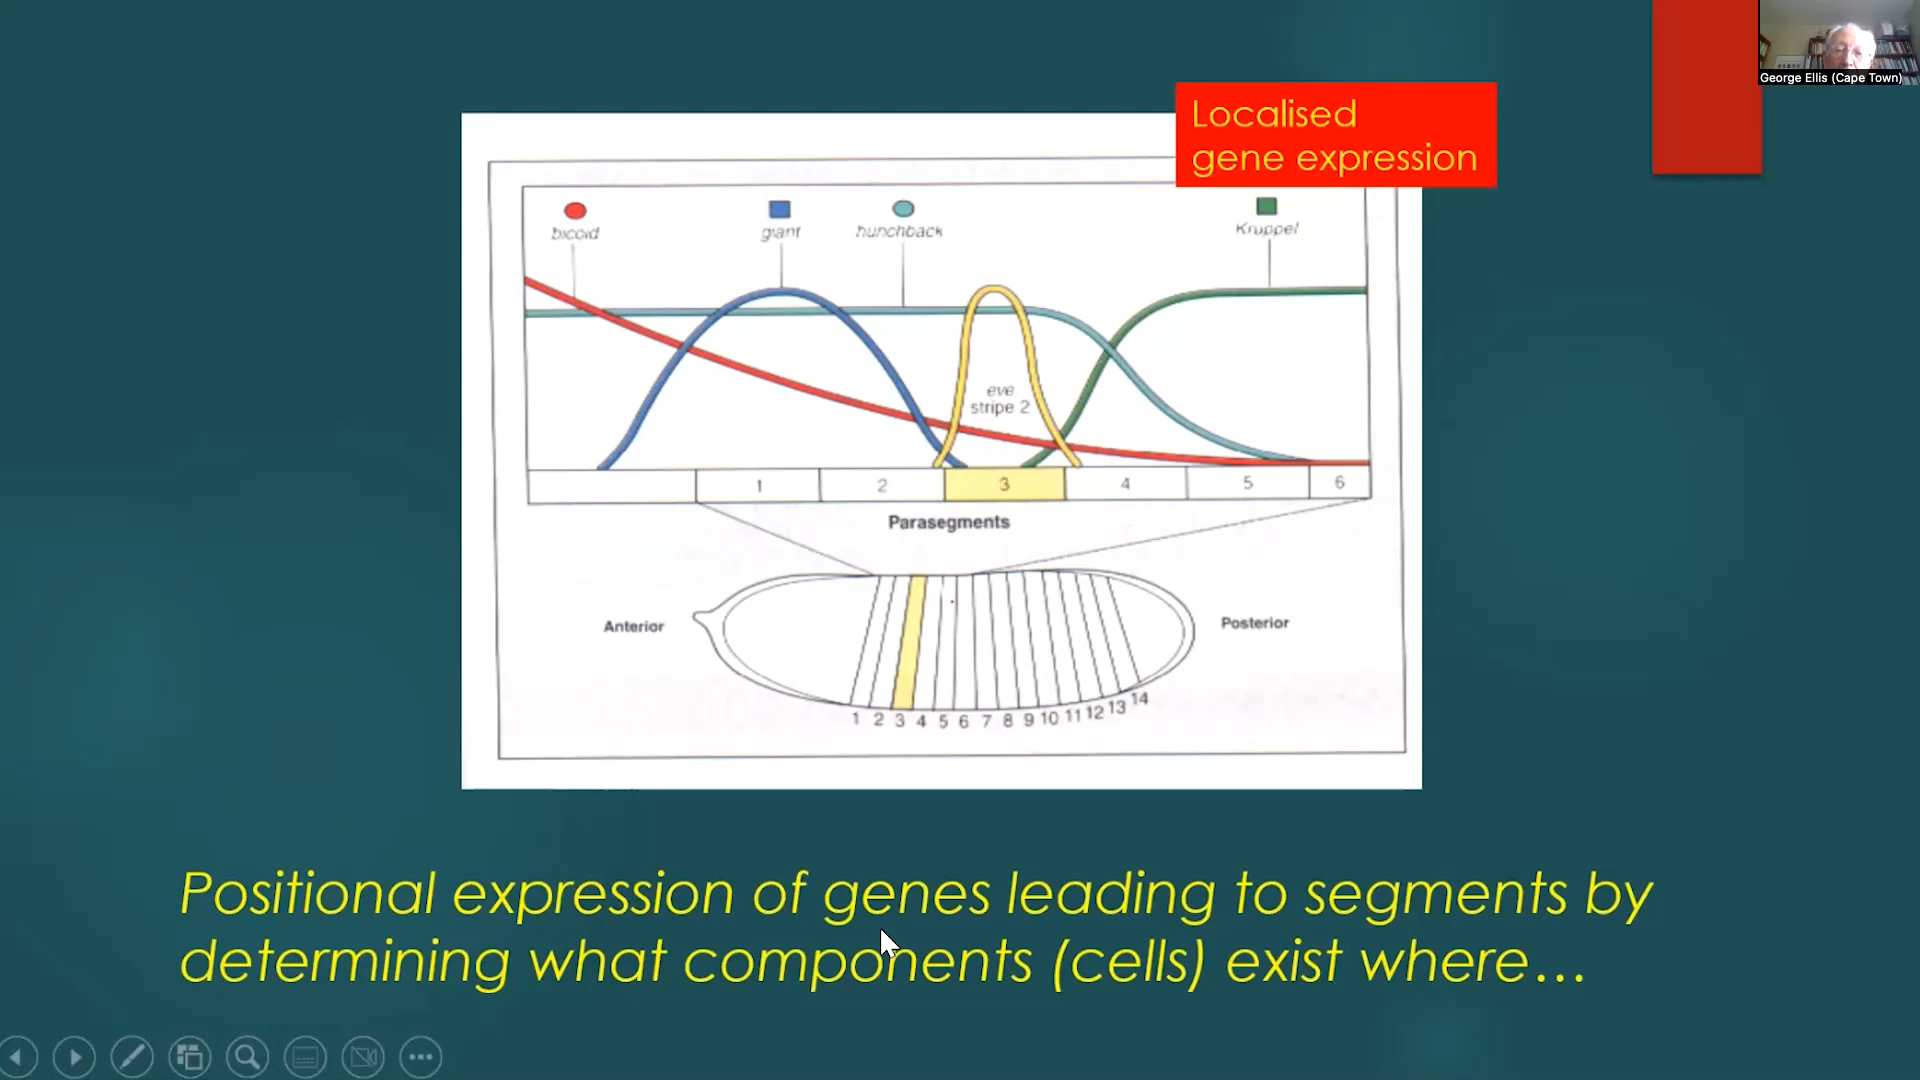 George Ellis (Cape Town)
Localised
gene expression
bicoid
giant
hunchback
Kruppel
eve
stripe 2
1 2 3 4 5 6
Parasegments
Anterior
Posterior
1 2 3 4 5 6 7 8 9 10 11 12 13 14
Positional expression of genes leading to segments by
determining what components (cells) exist where...